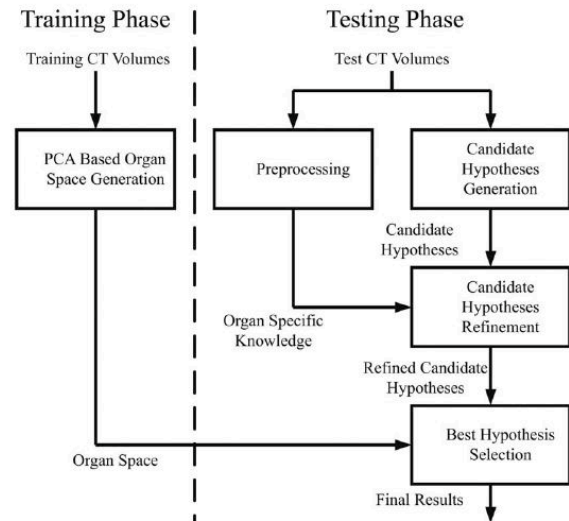 Training Phase
Testing Phase
Training CT Volumes
Test CT Volumes
PCA Based Organ
Space Generation
Preprocessing
Candidate
Hypotheses
Generation
Candidate
Hypotheses
Organ Specific
Knowledge
Candidate
Hypotheses
Refinement
Refined Candidate
Hypotheses
Best Hypothesis
Selection
Organ Space
Final Results